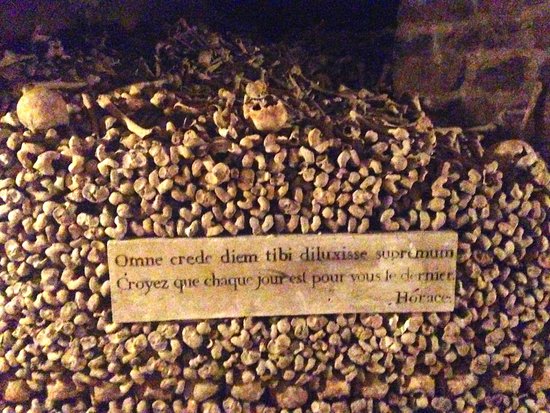 Omne crede diem tibi diluxisse supremum
Croyez que chaque jour est pour vous le dernier.
Horace.